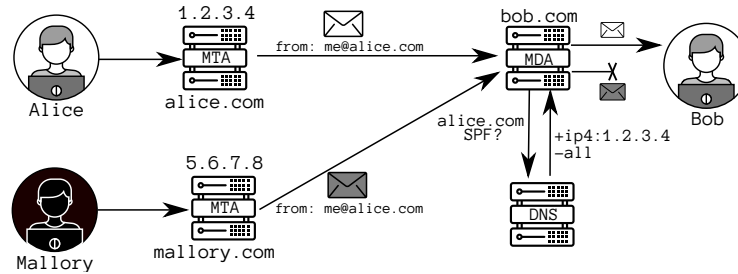 1.2.3.4
MTA
alice.com
Alice
from: me@alice.com
bob.com
MDA
Bob
alice.com
SPF?
+ip4:1.2.3.4
-all
DNS
5.6.7.8
MTA
mallory.com
Mallory
from: me@alice.com